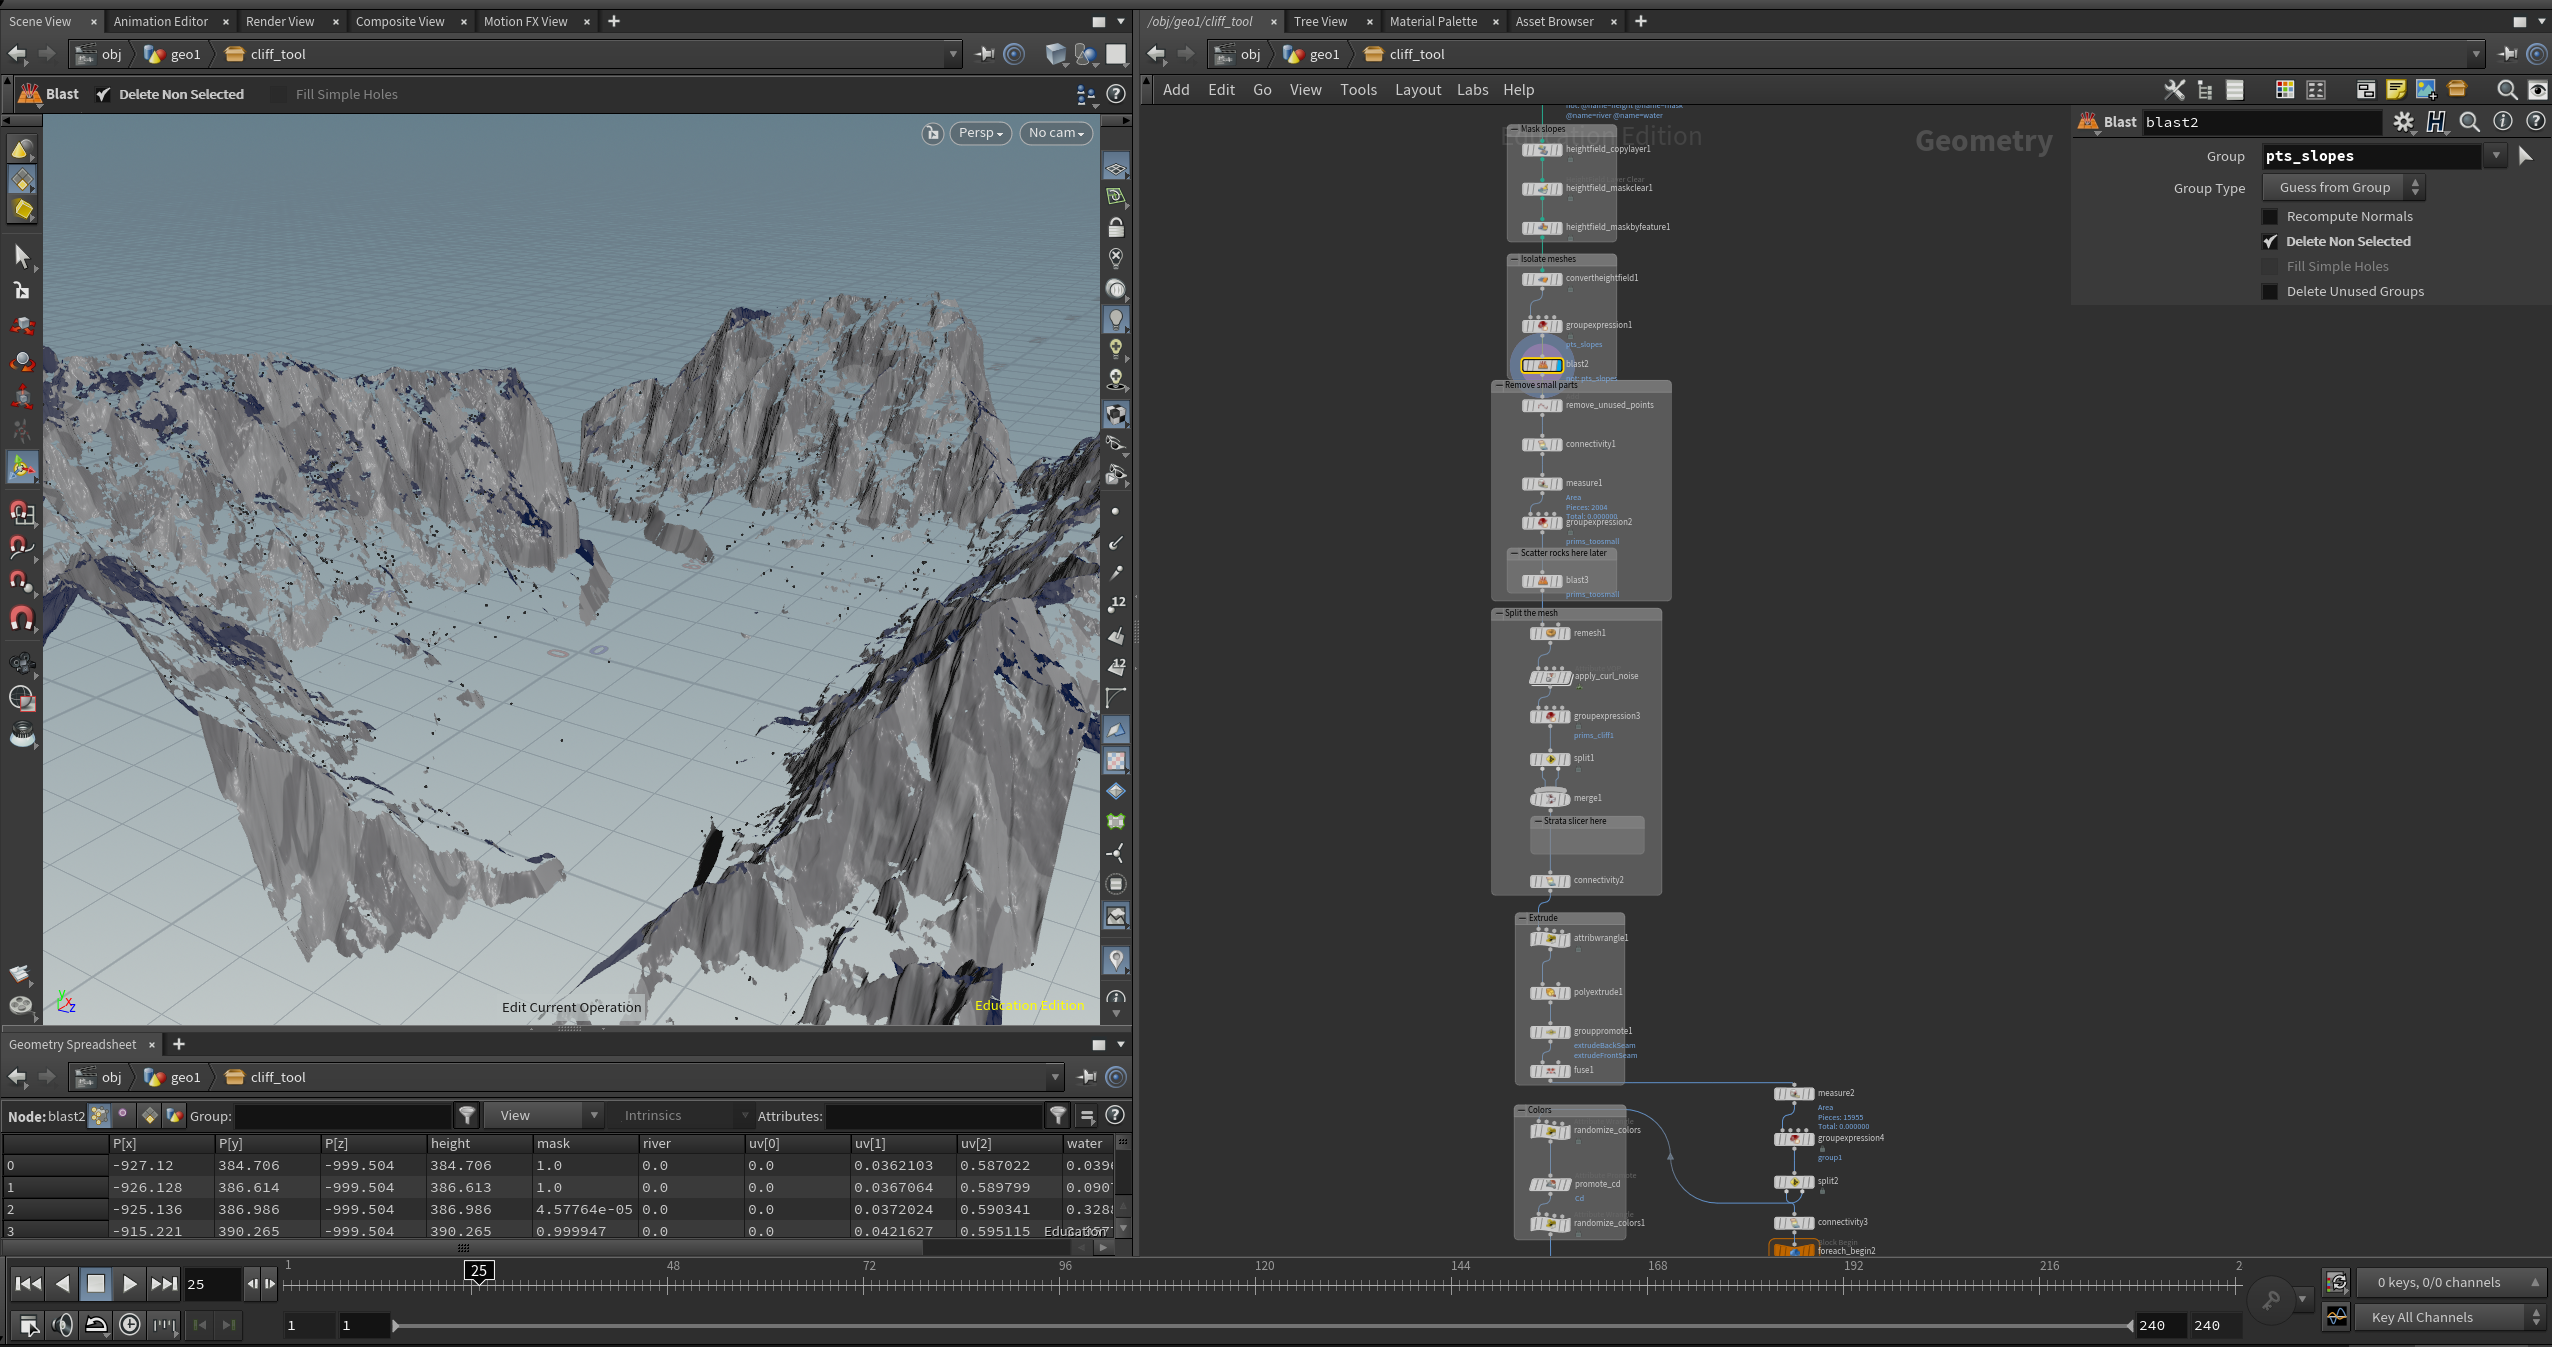 Scene View
Animation Editor
Render View
Composite View
Motion FX View
obj
geo1
cliff_tool
Blast
Delete Non Selected
Fill Simple Holes
Persp
No cam
12
12
Edit Current Operation
Education Edition
/obj/geo1/cliff_tool
Tree View
Material Palette
Asset Browser
obj
geo1
cliff_tool
Add Edit Go View Tools Layout Labs Help
@name=river @name=water
Education Edition
Geometry
Mask slopes
heightfield_copylayer1
heightfield_maskclear1
heightfield_maskbyfeature1
Isolate meshes
convertheightfield1
groupexpression1
pts_slopes
blast2
Remove small parts
remove_unused_points
connectivity1
measure1
Area
Pieces: 2004
Total: 0.000000
groupexpression2
prims_toosmall
Scatter rocks here later
blast3
prims_toosmall
Split the mesh
remesh1
apply_curl_noise
groupexpression3
prims_cliff1
split1
merge1
Strata slicer here
connectivity2
Extrude
attribwrangle1
polyextrude1
grouppromote1
extrudeBackSeam
extrudeFrontSeam
fuse1
Colors
randomize_colors
promote_cd
Cd
randomize_colors1
measure2
Area
Pieces: 15955
Total: 0.000000
groupexpression4
group1
split2
connectivity3
Block Begin
foreach_begin2
Blast blast2
Group pts_slopes
Group Type Guess from Group
Recompute Normals
Delete Non Selected
Fill Simple Holes
Delete Unused Groups
Geometry Spreadsheet
obj
geo1
cliff_tool
Node: blast2 Group: View Intrinsics Attributes:
P[x] P[y] P[z] height mask river uv[0] uv[1] uv[2] water
0 -927.12 384.706 -999.504 384.706 1.0 0.0 0.0 0.0362103 0.587022 0.039
1 -926.128 386.614 -999.504 386.613 1.0 0.0 0.0 0.0367064 0.589799 0.090
2 -925.136 386.986 -999.504 386.986 4.57764e-05 0.0 0.0 0.0372024 0.590341 0.328
3 -915.221 390.265 -999.504 390.265 0.999947 0.0 0.0 0.0421627 0.595115
Education
25
1 25 48 72 96 120 144 168 192 216 2
0 keys, 0/0 channels
1 1 240 240
Key All Channels